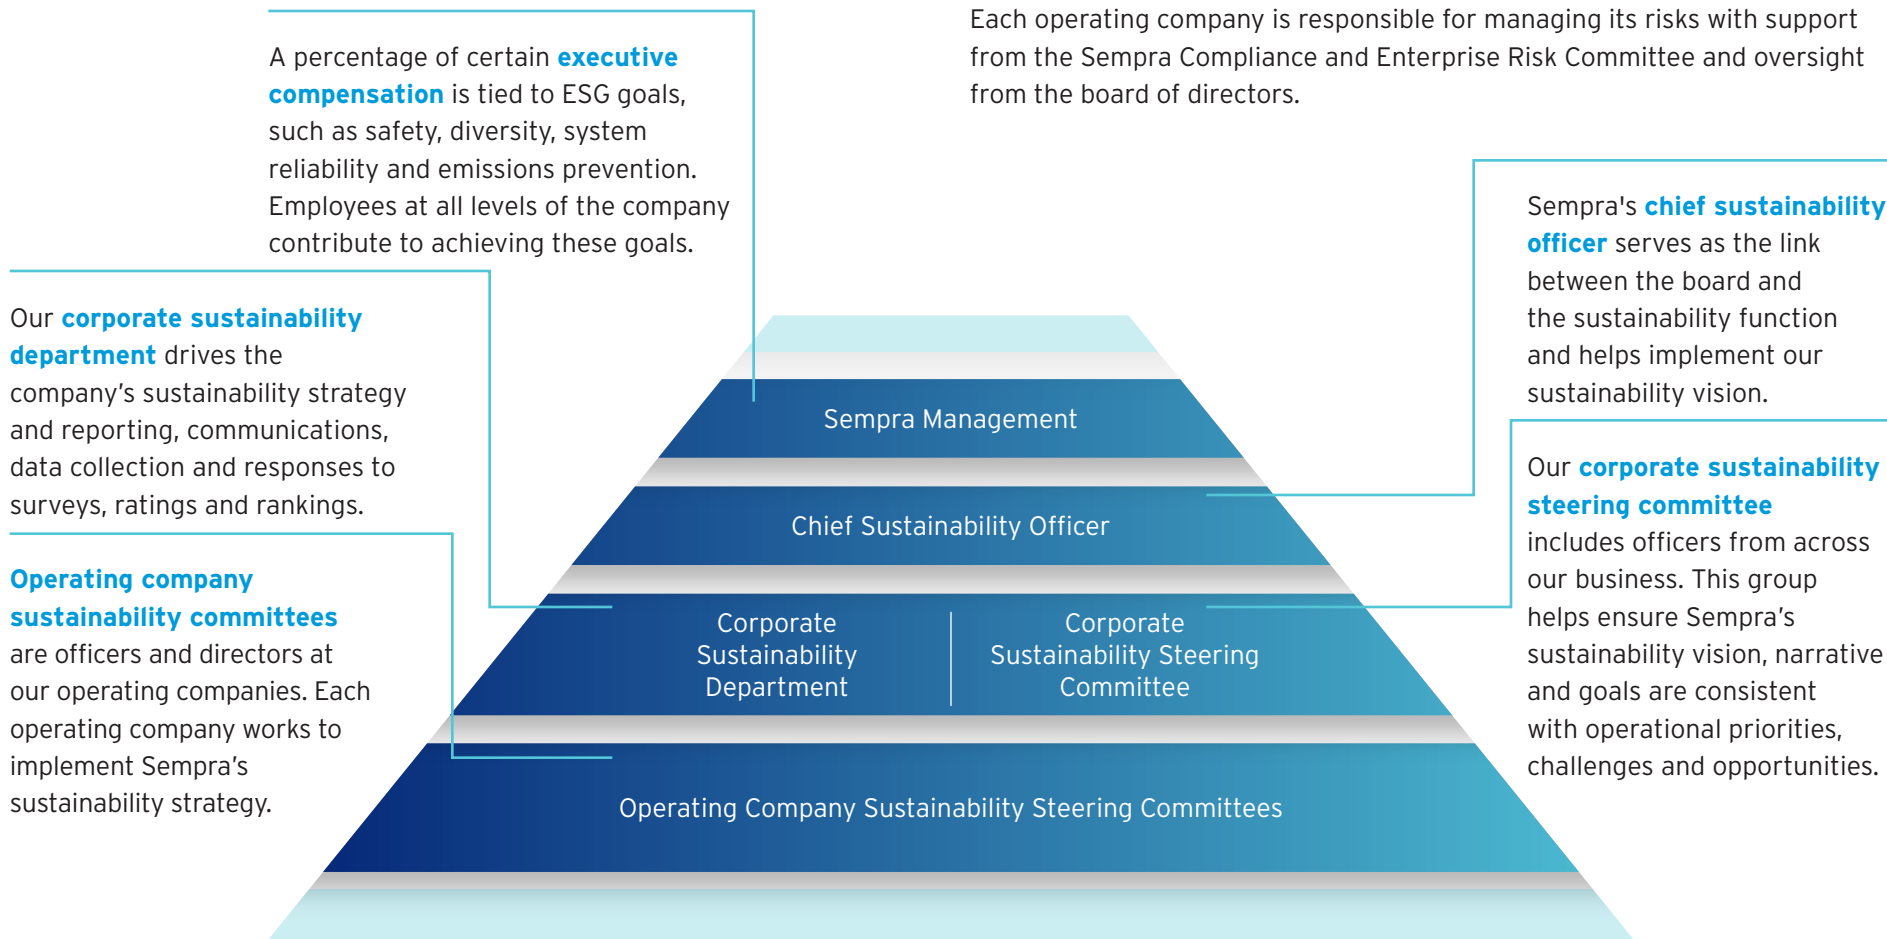 Each operating company is responsible for managing its risks with support
from the Sempra Compliance and Enterprise Risk Committee and oversight
from the board of directors.
A percentage of certain executive
compensation is tied to ESG goals,
such as safety, diversity, system
reliability and emissions prevention.
Employees at all levels of the company
contribute to achieving these goals.
Our corporate sustainability
department drives the
company’s sustainability strategy
and reporting, communications,
data collection and responses to
surveys, ratings and rankings.
Operating company
sustainability committees
are officers and directors at
our operating companies. Each
operating company works to
implement Sempra’s
sustainability strategy.
Sempra Management
Chief Sustainability Officer
Corporate
Sustainability
Department
Corporate
Sustainability Steering
Committee
Operating Company Sustainability Steering Committees
Sempra's chief sustainability
officer serves as the link
between the board and
the sustainability function
and helps implement our
sustainability vision.
Our corporate sustainability
steering committee
includes officers from across
our business. This group
helps ensure Sempra’s
sustainability vision, narrative
and goals are consistent
with operational priorities,
challenges and opportunities.